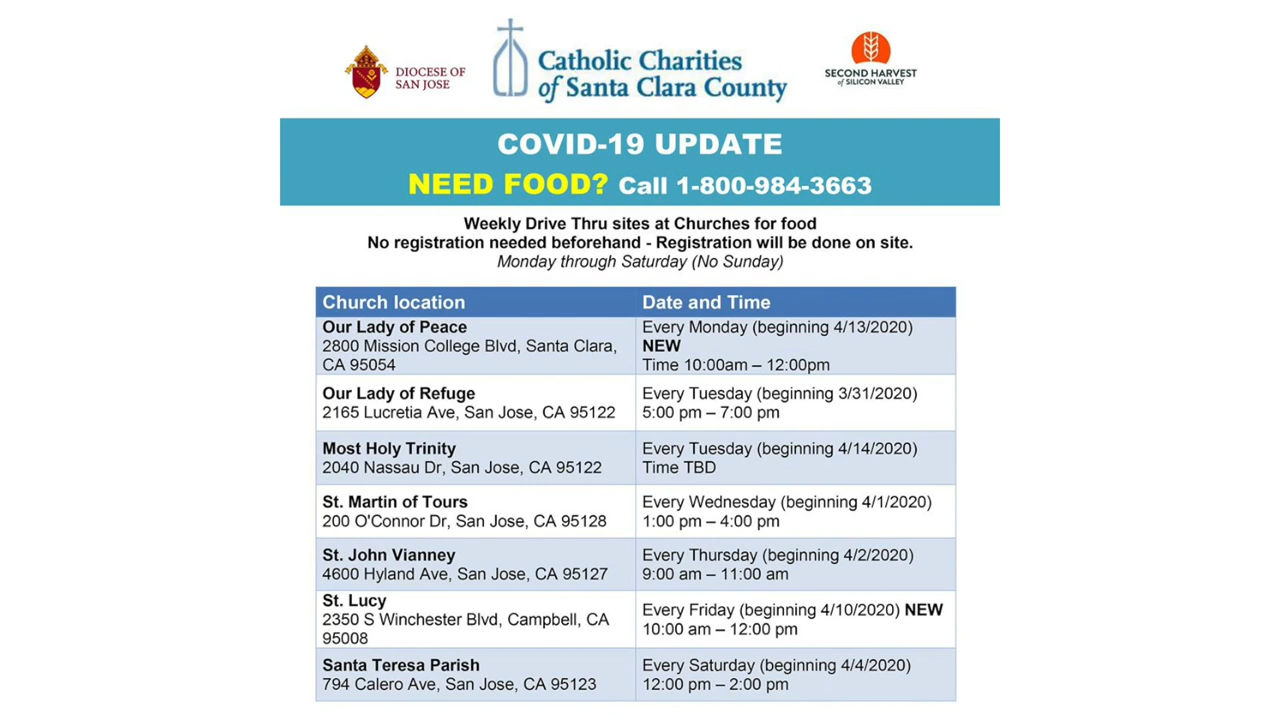 DIOCESE OF
SAN JOSE
Catholic Charities
of Santa Clara County
SECOND HARVEST
of SILICON VALLEY
COVID-19 UPDATE
NEED FOOD? Call 1-800-984-3663
Weekly Drive Thru sites at Churches for food
No registration needed beforehand - Registration will be done on site.
Monday through Saturday (No Sunday)
Church location
Date and Time
Our Lady of Peace
2800 Mission College Blvd, Santa Clara,
CA 95054
Every Monday (beginning 4/13/2020)
NEW
Time 10:00am – 12:00pm
Our Lady of Refuge
2165 Lucretia Ave, San Jose, CA 95122
Every Tuesday (beginning 3/31/2020)
5:00 pm – 7:00 pm
Most Holy Trinity
2040 Nassau Dr, San Jose, CA 95122
Every Tuesday (beginning 4/14/2020)
Time TBD
St. Martin of Tours
200 O'Connor Dr, San Jose, CA 95128
Every Wednesday (beginning 4/1/2020)
1:00 pm – 4:00 pm
St. John Vianney
4600 Hyland Ave, San Jose, CA 95127
Every Thursday (beginning 4/2/2020)
9:00 am – 11:00 am
St. Lucy
2350 S Winchester Blvd, Campbell, CA
95008
Every Friday (beginning 4/10/2020) NEW
10:00 am – 12:00 pm
Santa Teresa Parish
794 Calero Ave, San Jose, CA 95123
Every Saturday (beginning 4/4/2020)
12:00 pm – 2:00 pm